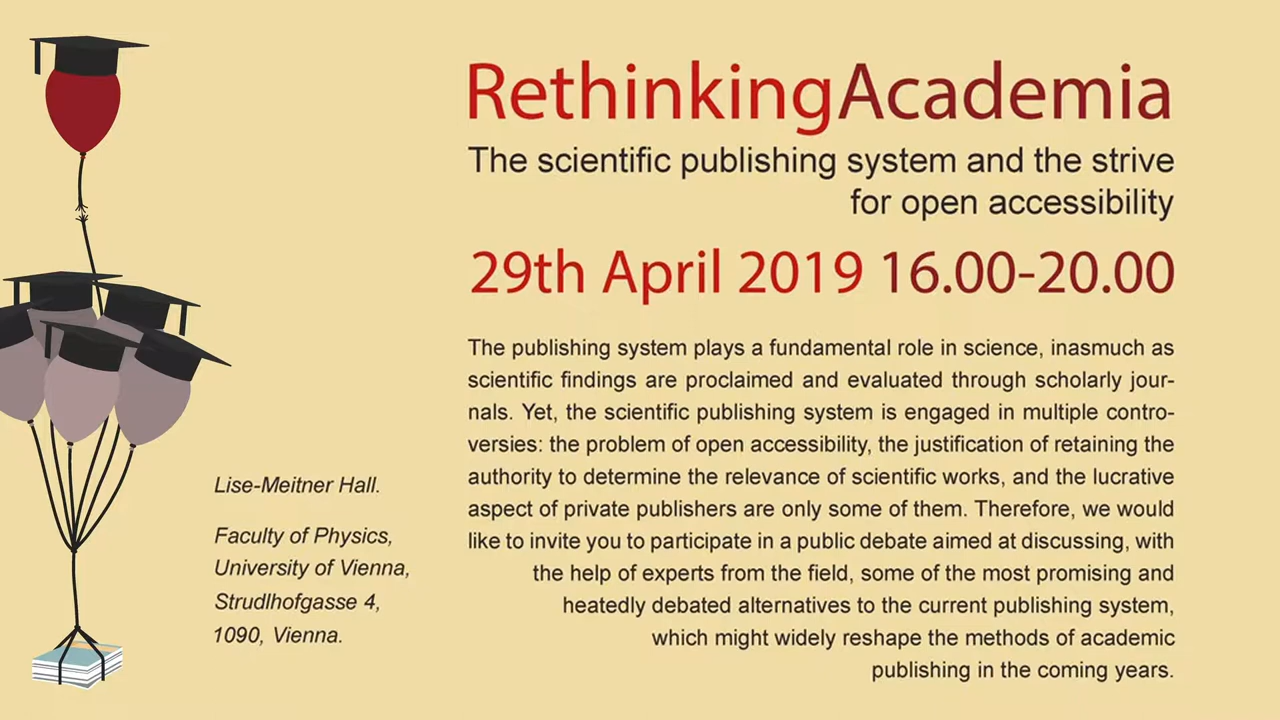 RethinkingAcademia
The scientific publishing system and the strive
for open accessibility
29th April 2019 16.00-20.00
The publishing system plays a fundamental role in science, inasmuch as
scientific findings are proclaimed and evaluated through scholarly jour-
nals. Yet, the scientific publishing system is engaged in multiple contro-
versies: the problem of open accessibility, the justification of retaining the
authority to determine the relevance of scientific works, and the lucrative
aspect of private publishers are only some of them. Therefore, we would
like to invite you to participate in a public debate aimed at discussing, with
the help of experts from the field, some of the most promising and
heatedly debated alternatives to the current publishing system,
which might widely reshape the methods of academic
publishing in the coming years.
Lise-Meitner Hall.
Faculty of Physics,
University of Vienna,
Strudlhofgasse 4,
1090, Vienna.